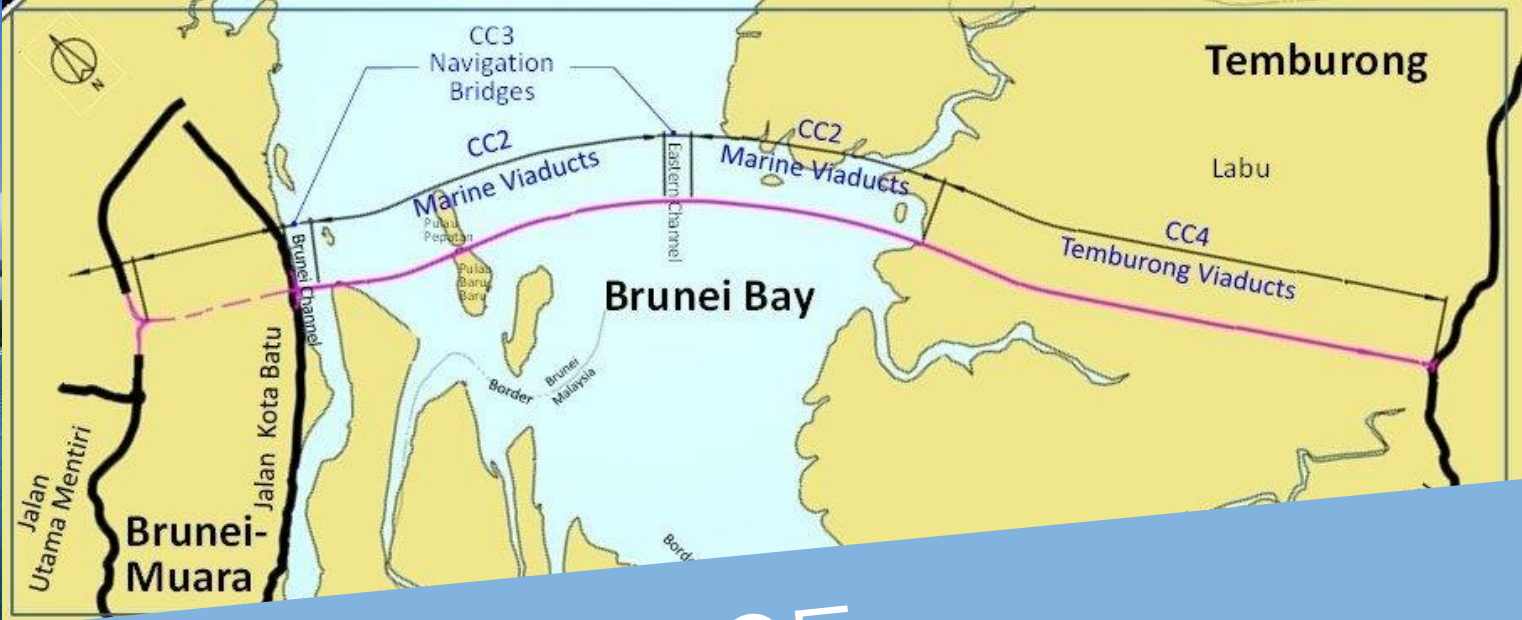 CC3
Navigation
Bridges
Temburong
N
CC2
Marine Viaducts
CC2
Marine Viaducts
Labu
Eastern Channel
CC4
Temburong Viaducts
Brunei Channel
Pulau
Pepatan
Pulau
Baru
Baru
Brunei Bay
Border
Brunei
Malaysia
Jalan Kota Batu
Jalan
Utama Mentiri
Brunei-
Muara